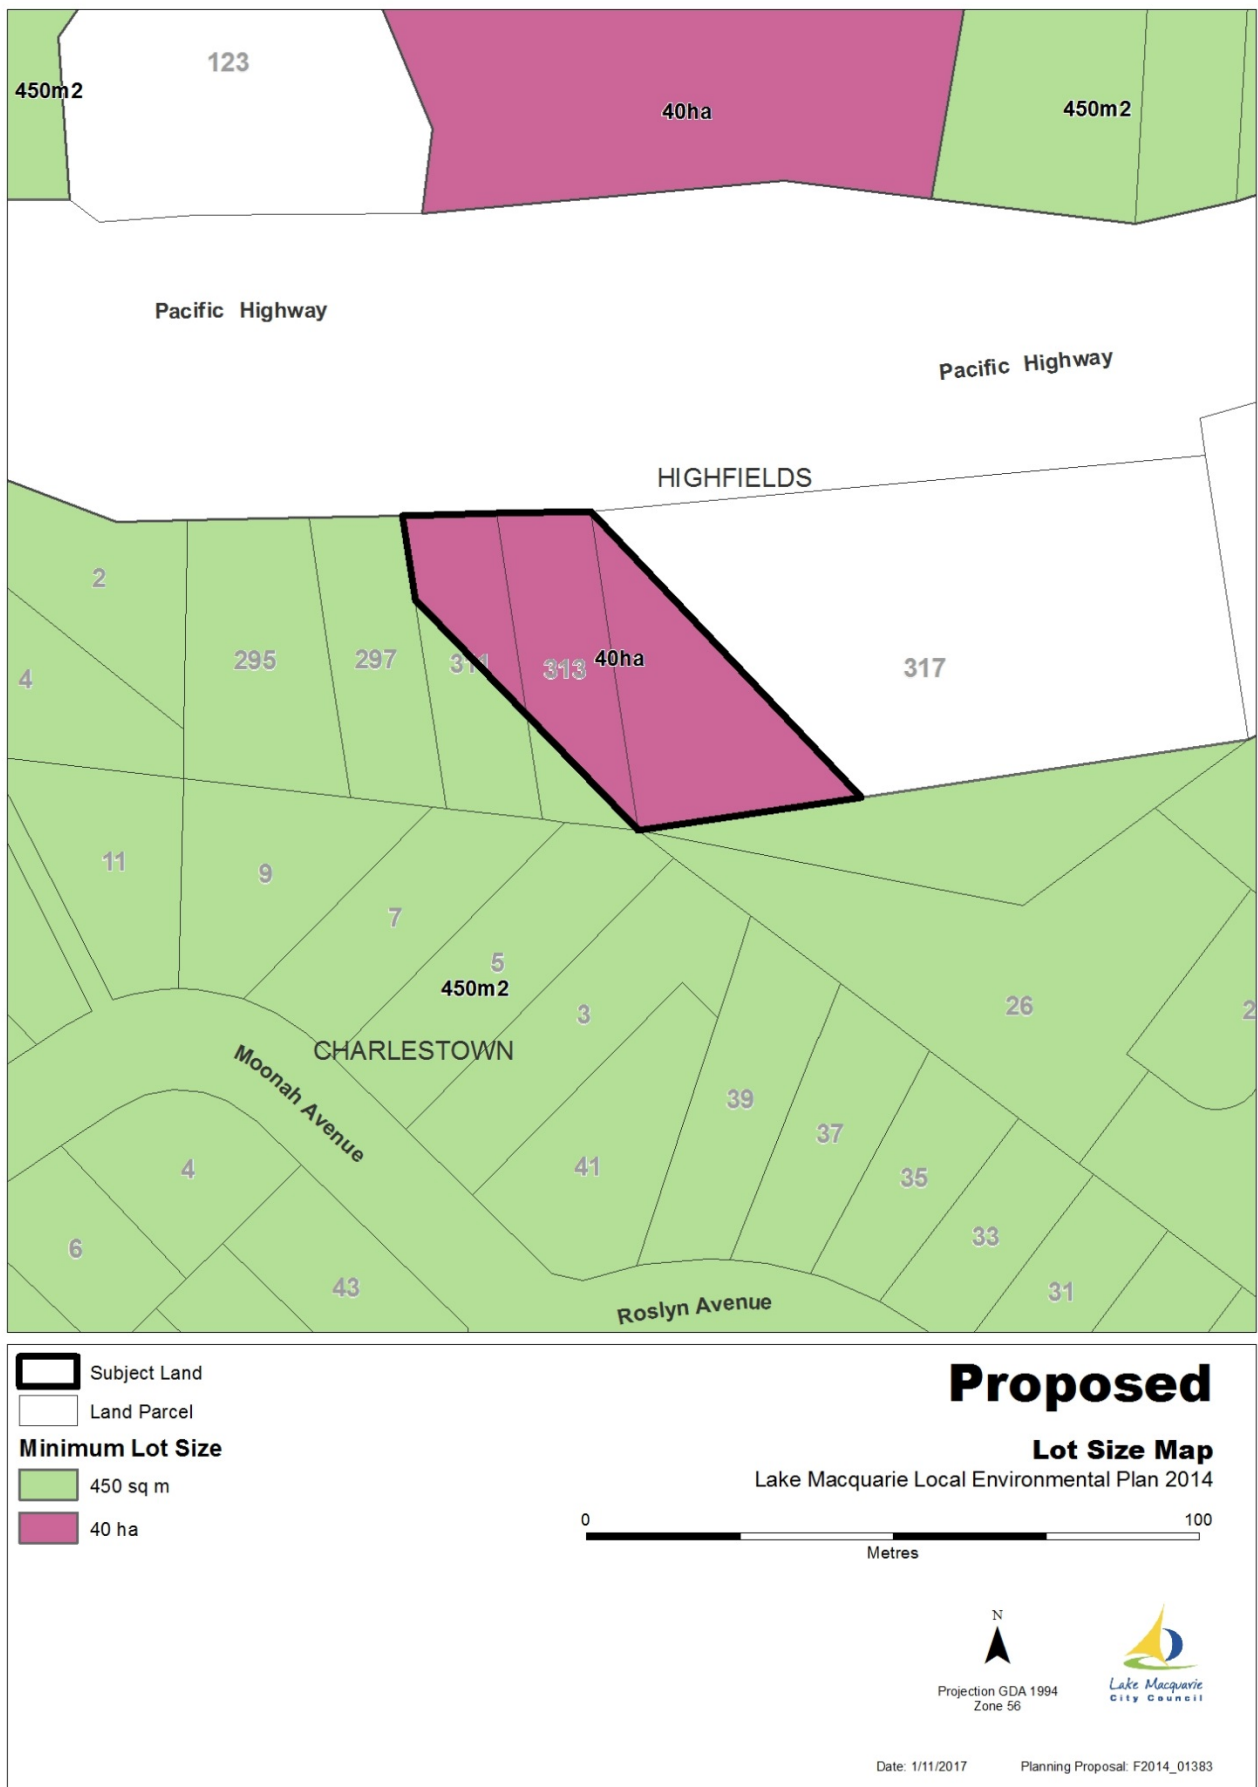 123
450m2
40ha
450m2
Pacific Highway
Pacific Highway
HIGHFIELDS
2
4
295
297
311
313
40ha
317
11
9
7
5
450m2
3
26
2
CHARLESTOWN
Moonah Avenue
39
37
35
33
31
41
4
6
43
Roslyn Avenue
Subject Land
Land Parcel
Minimum Lot Size
450 sq m
40 ha
Proposed
Lot Size Map
Lake Macquarie Local Environmental Plan 2014
0 100
Metres
N
Projection GDA 1994
Zone 56
Lake Macquarie
City Council
Date: 1/11/2017 Planning Proposal: F2014_01383